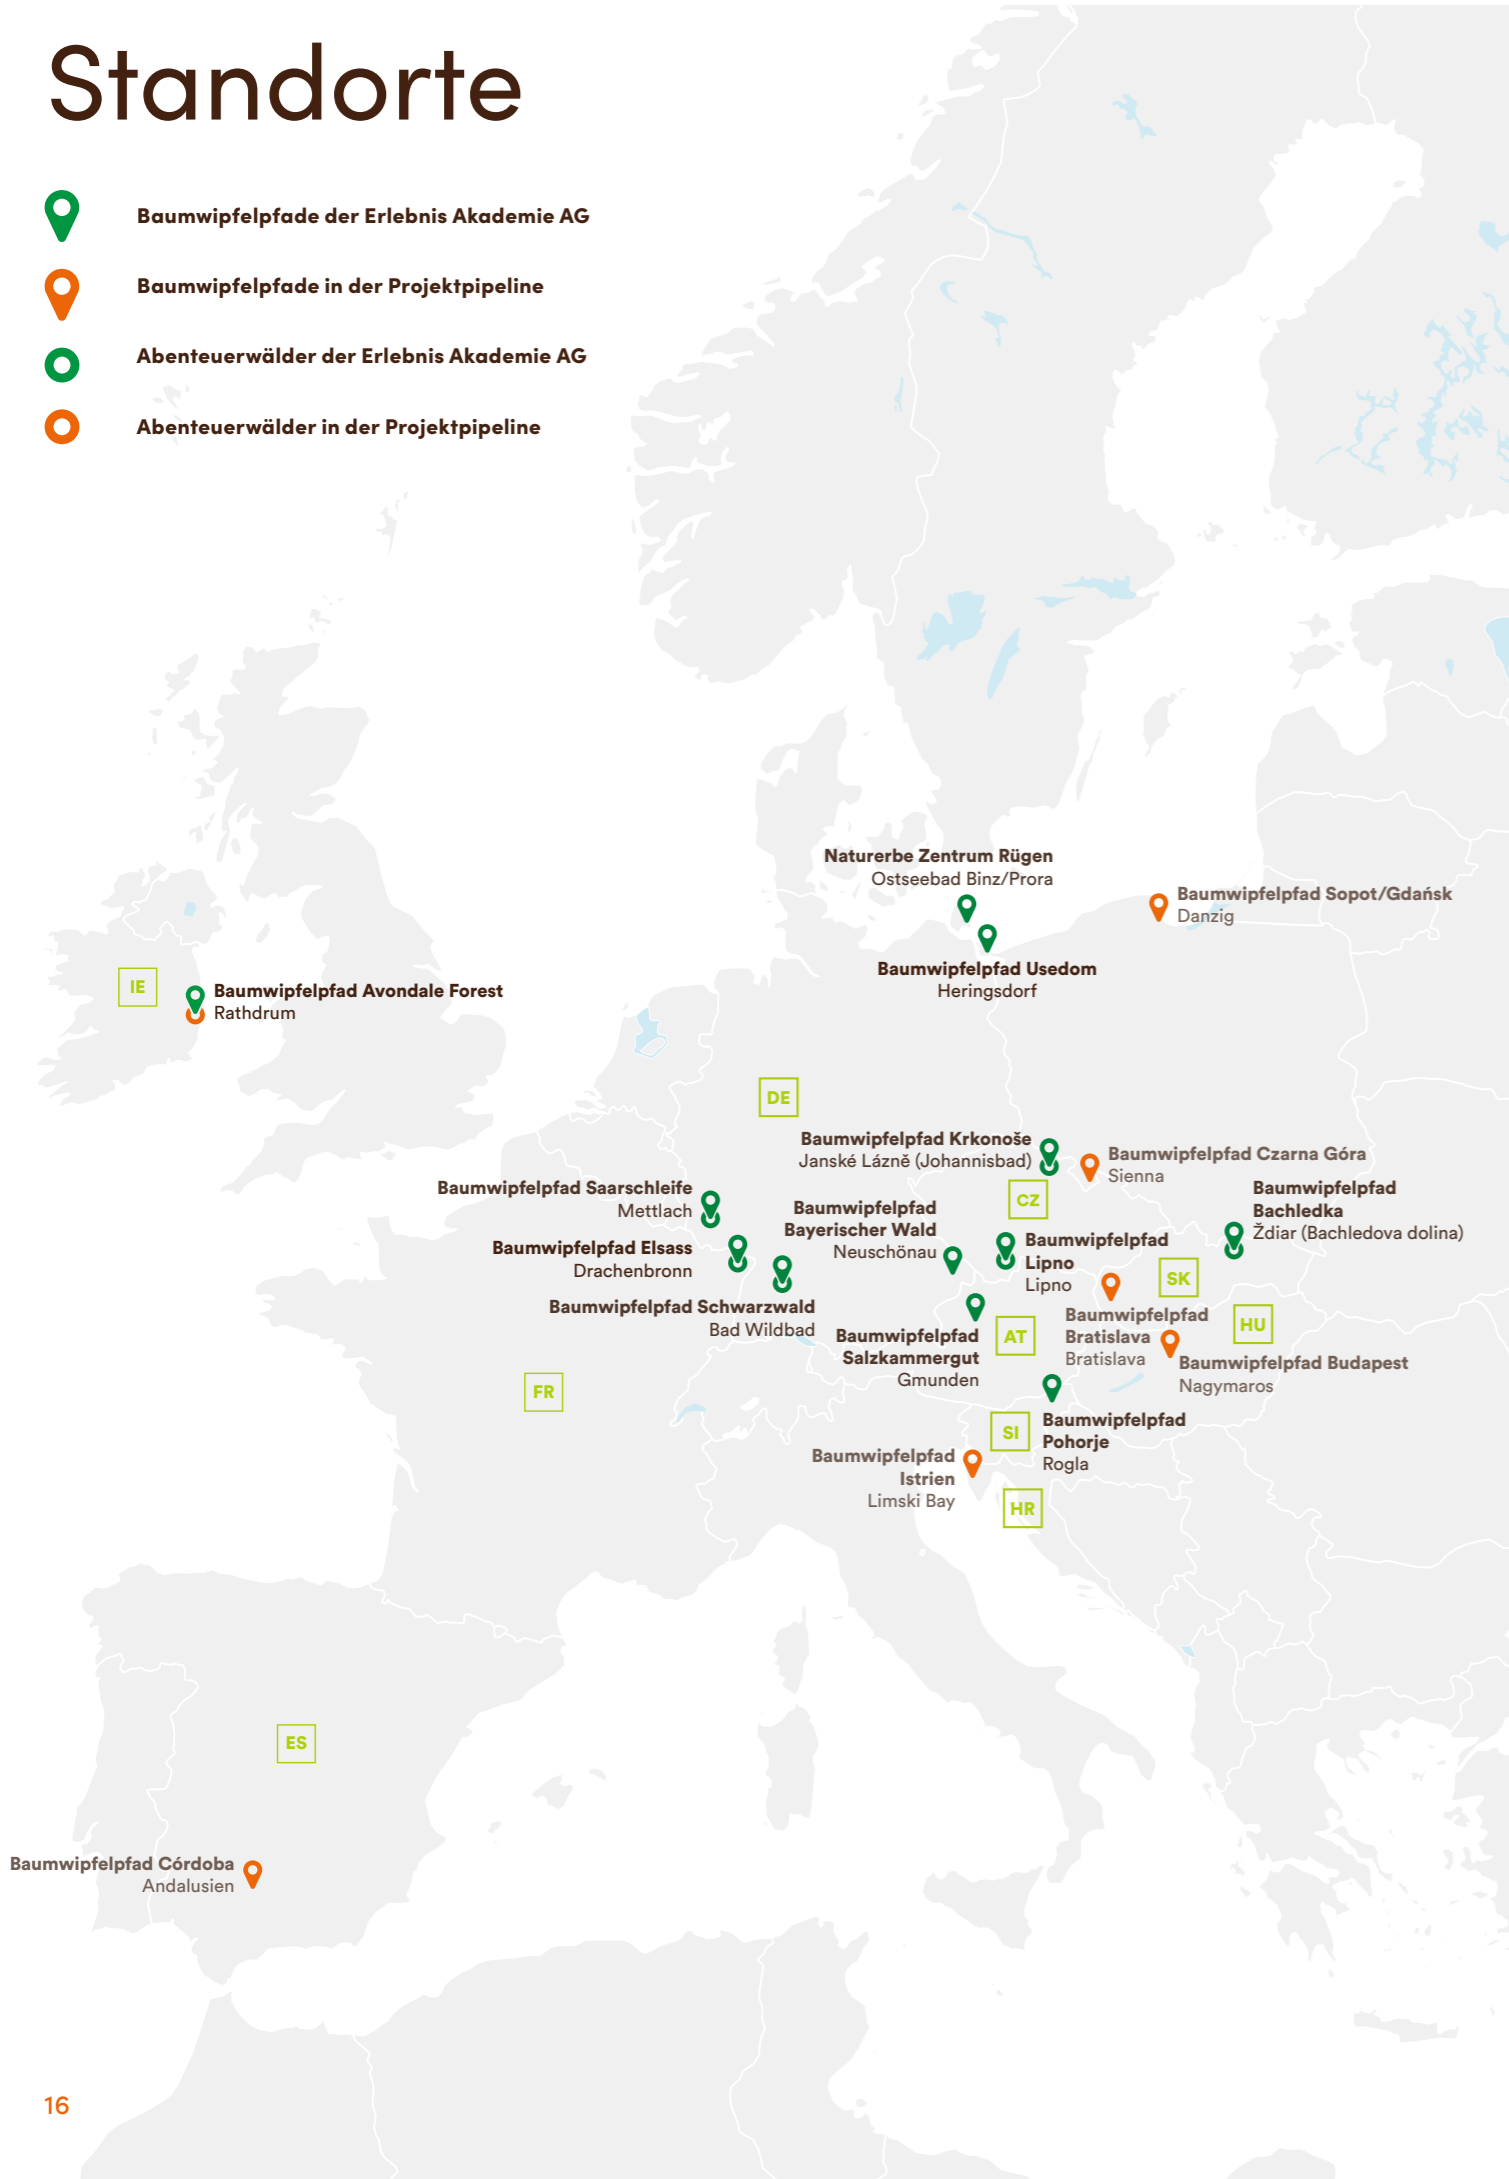 Standorte
Baumwipfelpfade der Erlebnis Akademie AG
Baumwipfelpfade in der Projektpipeline
Abenteuerwälder der Erlebnis Akademie AG
Abenteuerwälder in der Projektpipeline
Naturerbe Zentrum Rügen
Ostseebad Binz/Prora
Baumwipfelpfad Sopot/Gdańsk
Danzig
Baumwipfelpfad Usedom
Heringsdorf
IE
Baumwipfelpfad Avondale Forest
Rathdrum
DE
Baumwipfelpfad Krkonoše
Janské Lázně (Johannisbad)
Baumwipfelpfad Czarna Góra
Sienna
CZ
Baumwipfelpfad Saarschleife
Mettlach
Baumwipfelpfad
Bayerischer Wald
Neuschönau
Baumwipfelpfad
Bachledka
Ždiar (Bachledova dolina)
Baumwipfelpfad Elsass
Drachenbronn
Baumwipfelpfad
Lipno
Lipno
SK
Baumwipfelpfad Schwarzwald
Bad Wildbad
Baumwipfelpfad
Salzkammergut
Gmunden
AT
Baumwipfelpfad
Bratislava
Bratislava
HU
Baumwipfelpfad Budapest
Nagymaros
FR
SI
Baumwipfelpfad
Pohorje
Rogla
Baumwipfelpfad
Istrien
Limski Bay
HR
ES
Baumwipfelpfad Córdoba
Andalusien
16